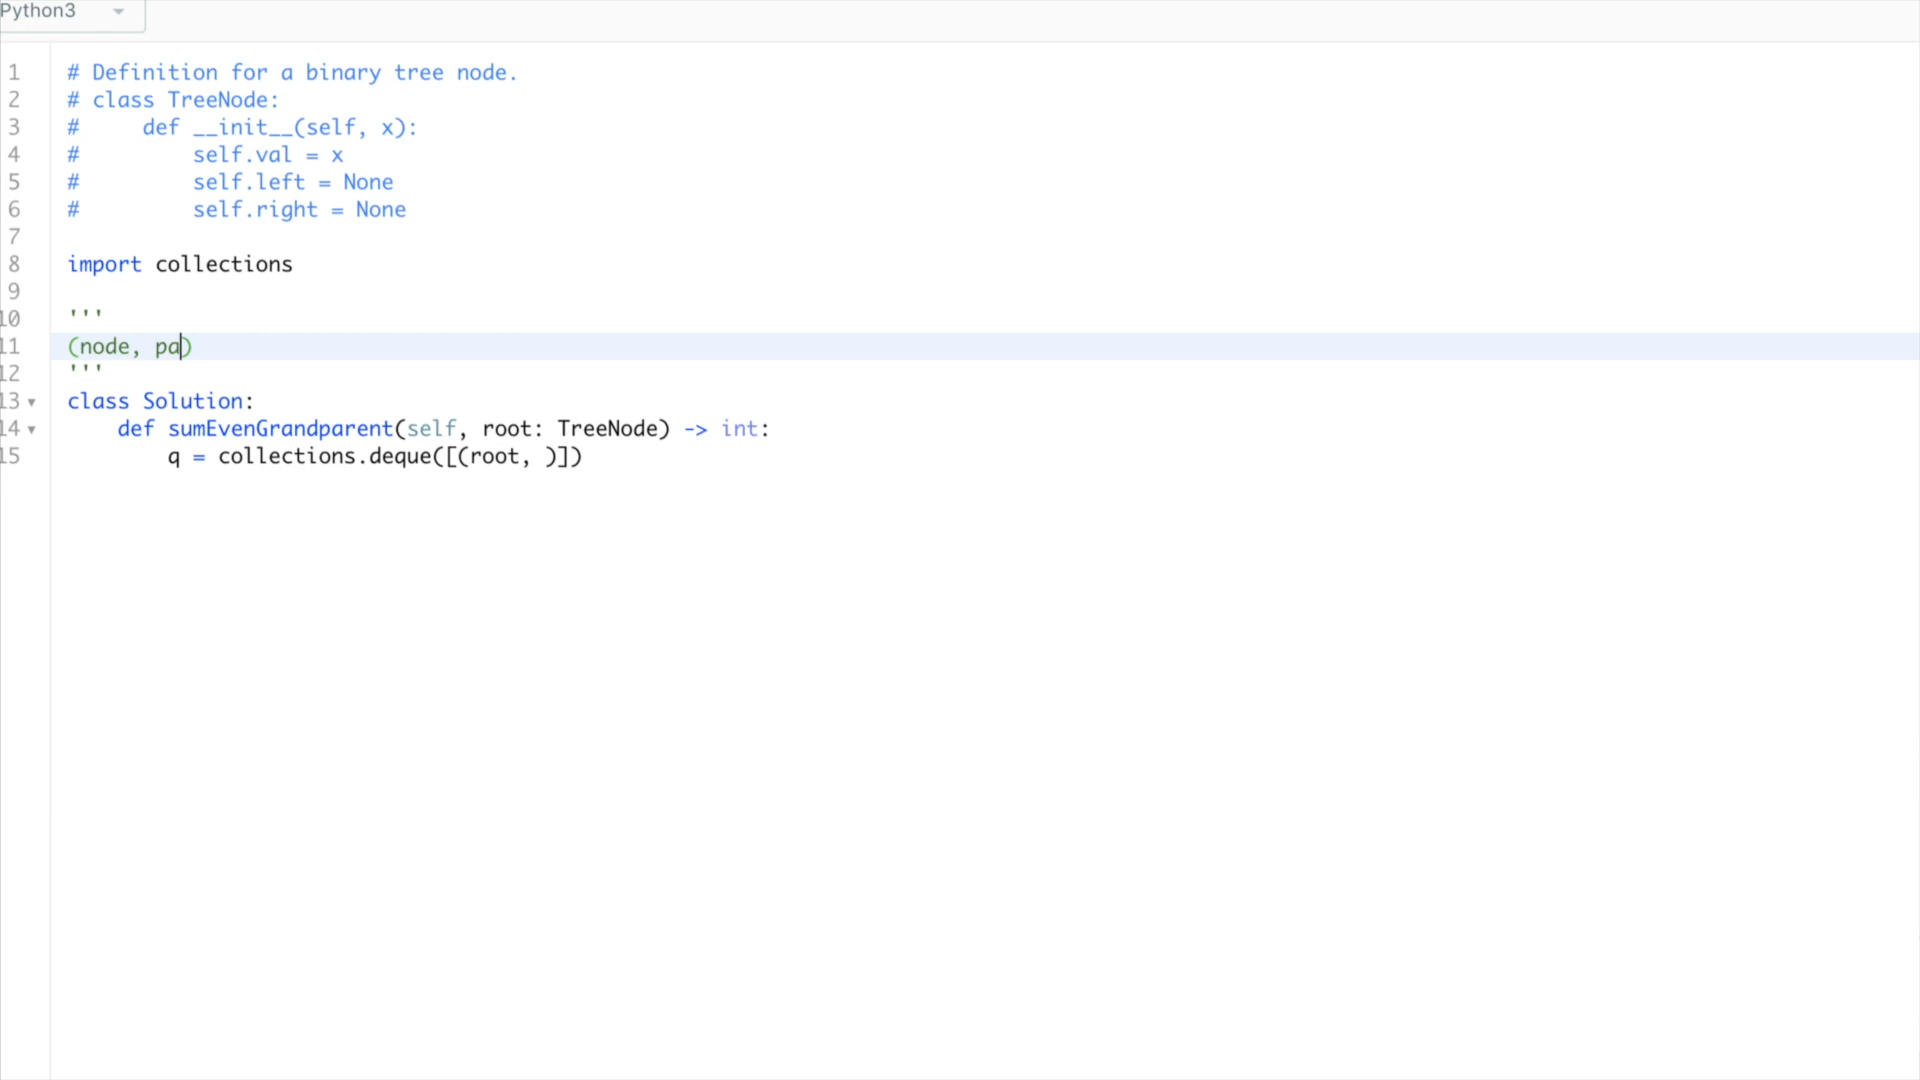 Python3
1 # Definition for a binary tree node.
2 # class TreeNode:
3 #     def __init__(self, x):
4 #         self.val = x
5 #         self.left = None
6 #         self.right = None
7
8 import collections
9
10 '''
11 (node, pa)
12 '''
13 class Solution:
14     def sumEvenGrandparent(self, root: TreeNode) -> int:
15         q = collections.deque([(root, )])